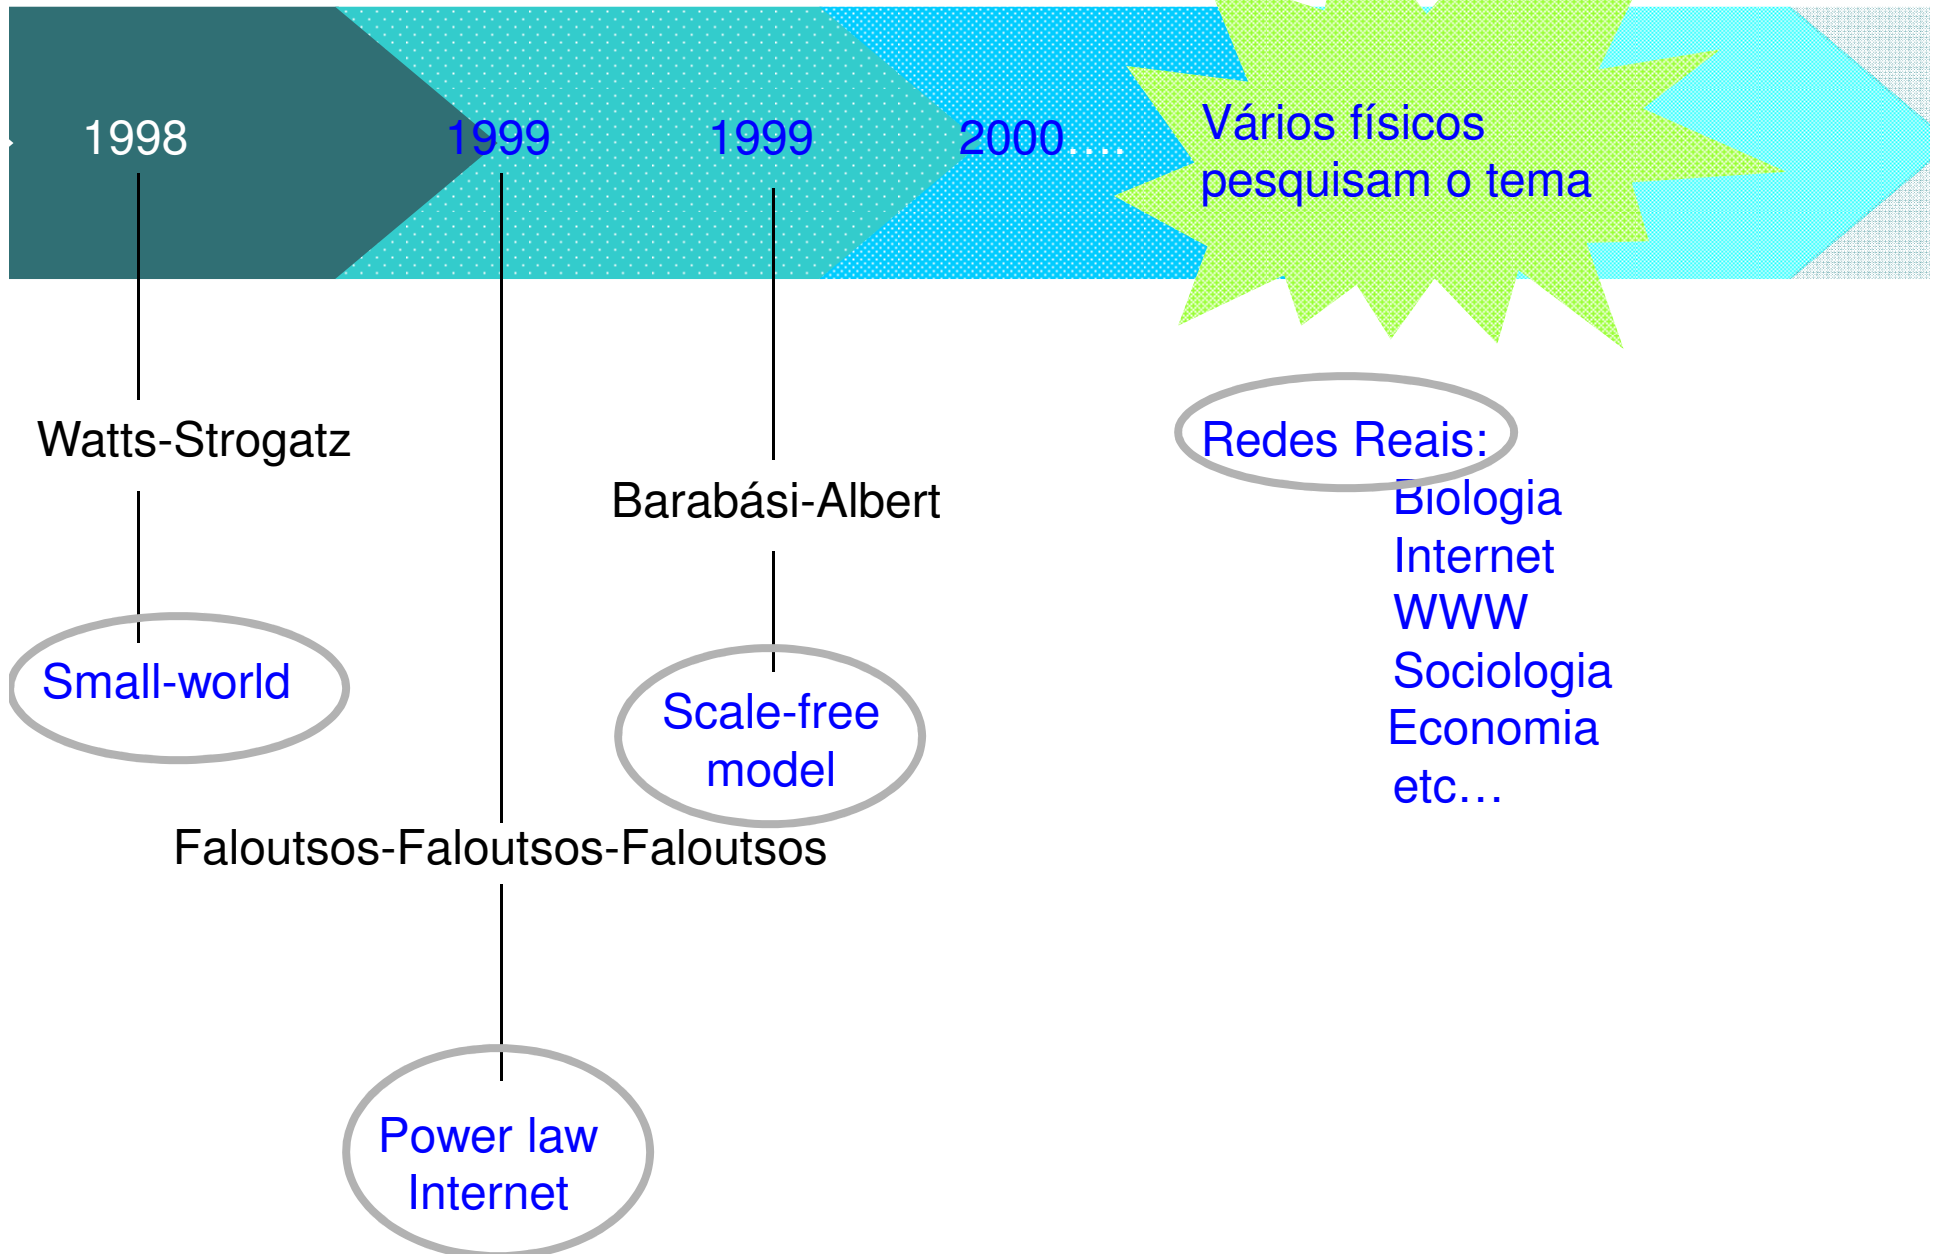 1998
1999
1999
2000....
Vários físicos
pesquisam o tema
Watts-Strogatz
Small-world
Faloutsos-Faloutsos-Faloutsos
Power law
Internet
Barabási-Albert
Scale-free
model
Redes Reais:
Biologia
Internet
WWW
Sociologia
Economia
etc…